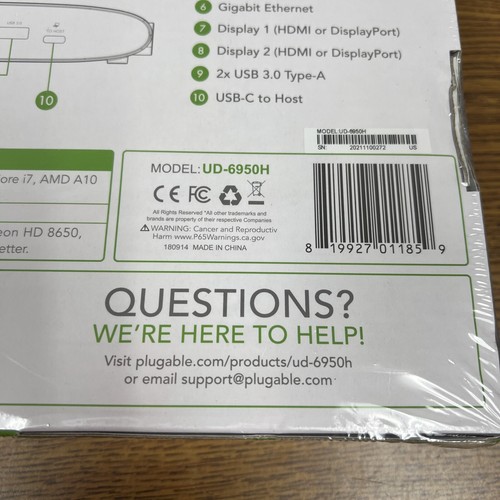 6 Gigabit Ethernet
7 Display 1 (HDMI or DisplayPort)
8 Display 2 (HDMI or DisplayPort)
9 2x USB 3.0 Type-A
10 USB-C to Host
10
MODEL:UD-6950H
SN: 20211100272 US
ore i7, AMD A10
eon HD 8650,
etter.
MODEL:UD-6950H
CE FC
All Rights Reserved *All other trademarks and
brands are property of their respective Companies
WARNING: Cancer and Reproductiv
Harm www.P65Warnings.ca.gov
180914 MADE IN CHINA
8 19927 01185 9
QUESTIONS?
WE'RE HERE TO HELP!
Visit plugable.com/products/ud-6950h
or email support@plugable.com